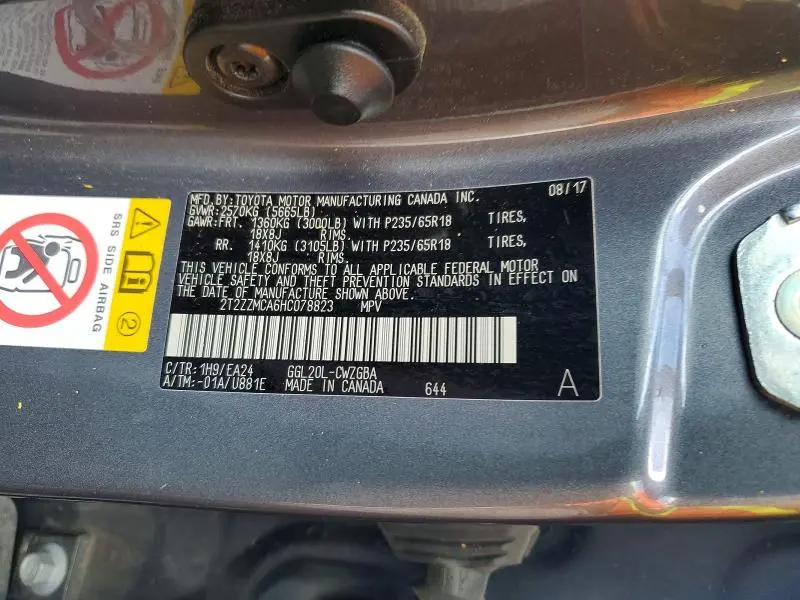 MFD. BY: TOYOTA MOTOR MANUFACTURING CANADA INC. 08/17
GVWR: 2570KG (5665LB)
GAWR: FRT. 1360KG (3000LB) WITH P235/65R18 TIRES,
18X8J RIMS.
RR. 1410KG (3105LB) WITH P235/65R18 TIRES,
18X8J RIMS.
THIS VEHICLE CONFORMS TO ALL APPLICABLE FEDERAL MOTOR
VEHICLE SAFETY AND THEFT PREVENTION STANDARDS IN EFFECT ON
THE DATE OF MANUFACTURE SHOWN ABOVE.
2T2ZZMCA6HC078823 MPV
C/TR: 1H9/EA24 GGL20L-CWZGBA
A/TM: -01A/U881E MADE IN CANADA 644 A
SRS SIDE AIRBAG
2